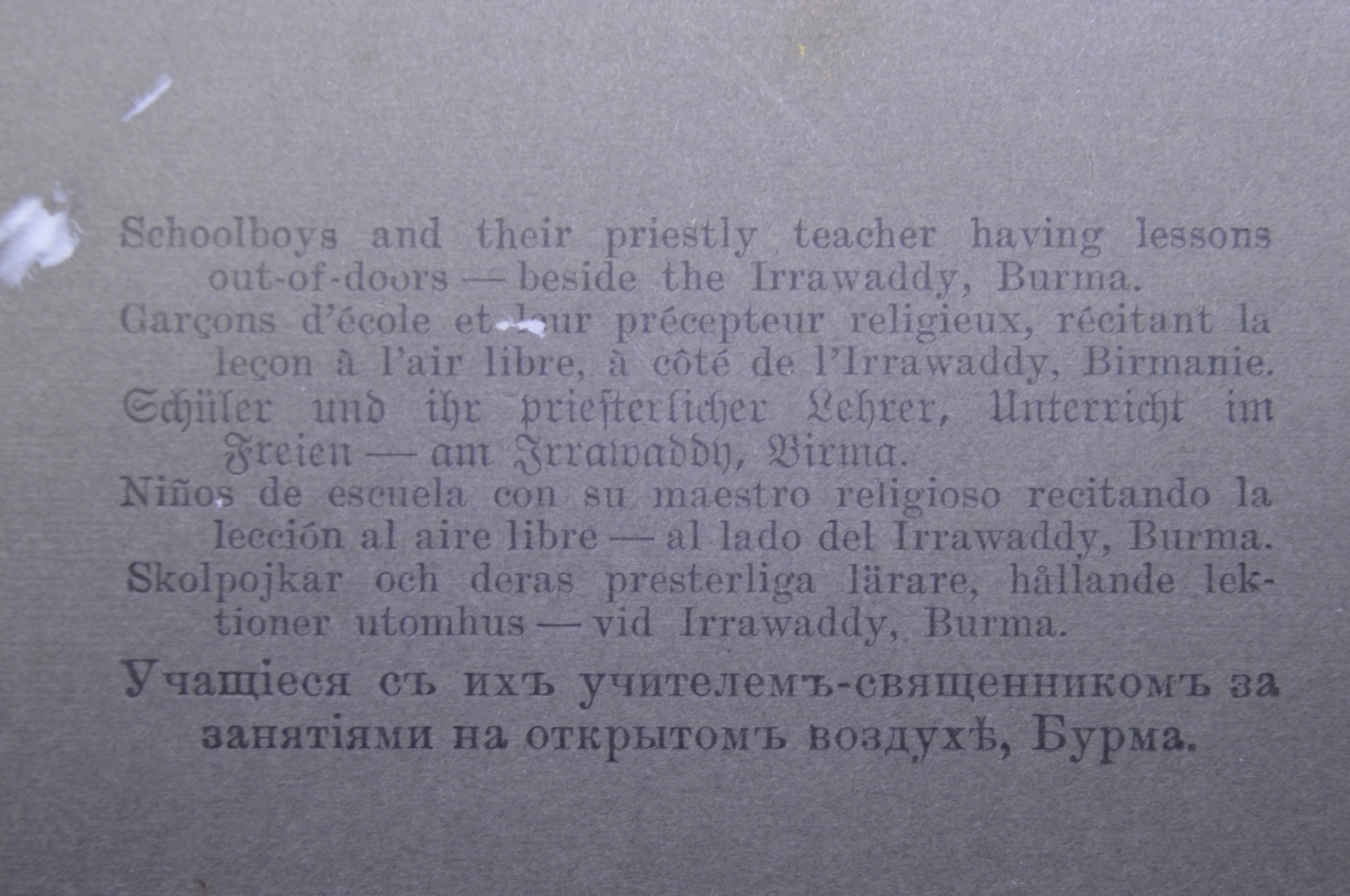 Schoolboys and their priestly teacher having lessons
out-of-doors — beside the Irrawaddy, Burma.
Garçons d'école et leur précepteur religieux, récitant la
leçon à l'air libre, à côté de l'Irrawaddy, Birmanie.
Schüler und ihr priesterlicher Lehrer, Unterricht im
Freien — am Irrawaddy, Birma.
Niños de escuela con su maestro religioso recitando la
lección al aire libre — al lado del Irrawaddy, Burma.
Skolpojkar och deras presterliga lärare, hållande lek-
tioner utomhus — vid Irrawaddy, Burma.
Учащіеся съ ихъ учителемъ-священникомъ за
занятіями на открытомъ воздухѣ, Бурма.